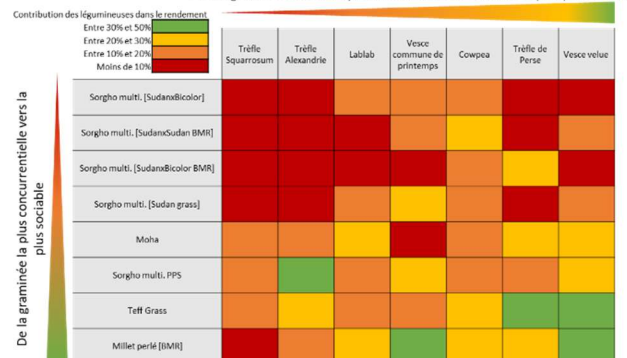 Contribution des légumineuses dans le rendement
Entre 30% et 50%
Entre 20% et 30%
Entre 10% et 20%
Moins de 10%
Trèfle Squarrosum
Trèfle Alexandrie
Lablab
Vesce commune de printemps
Cowpea
Trèfle de Perse
Vesce velue
De la graminée la plus concurrentielle vers la
plus sociable
Sorgho multi. [SudanxBicolor]
Sorgho multi. [SudanxSudan BMR]
Sorgho multi. [SudanxBicolor BMR]
Sorgho multi. [Sudan grass]
Moha
Sorgho multi. PPS
Teff Grass
Millet perlé [BMR]